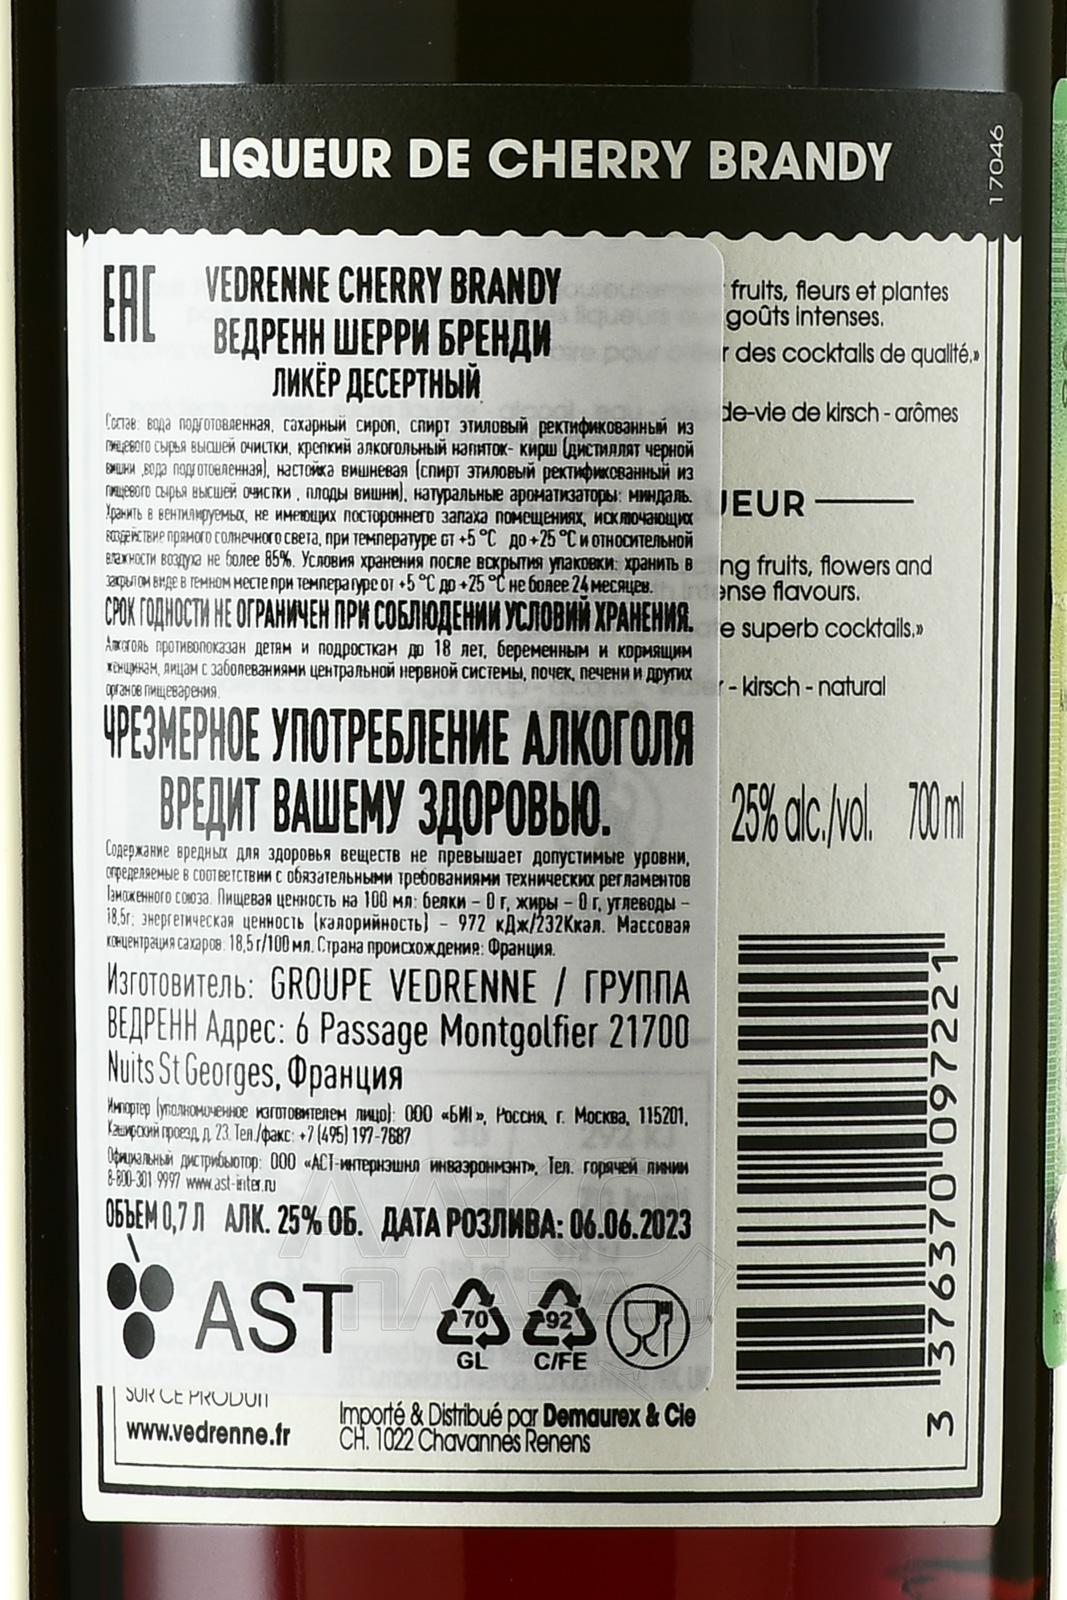 LIQUEUR DE CHERRY BRANDY
17046
EAC
VEDRENNE CHERRY BRANDY
ВЕДРЕНН ШЕРРИ БРЕНДИ
ЛИКЁР ДЕСЕРТНЫЙ
Состав: вода подготовленная, сахарный сироп, спирт этиловый ректификованный из
пищевого сырья высшей очистки, крепкий алкогольный напиток- кирш (дистиллят черной
вишни ,вода подготовленная), настойка вишневая (спирт этиловый ректификованный из
пищевого сырья высшей очистки , плоды вишни), натуральные ароматизаторы: миндаль.
Хранить в вентилируемых, не имеющих постороннего запаха помещениях, исключающих
воздействие прямого солнечного света, при температуре от +5 °C до +25 °C и относительной
влажности воздуха не более 85%. Условия хранения после вскрытия упаковки: хранить в
закрытом виде в темном месте при температуре от +5 °C до +25 °C не более 24 месяцев.
СРОК ГОДНОСТИ НЕ ОГРАНИЧЕН ПРИ СОБЛЮДЕНИИ УСЛОВИЙ ХРАНЕНИЯ.
Алкоголь противопоказан детям и подросткам до 18 лет, беременным и кормящим
женщинам, лицам с заболеваниями центральной нервной системы, почек, печени и других
органов пищеварения.
ЧРЕЗМЕРНОЕ УПОТРЕБЛЕНИЕ АЛКОГОЛЯ
ВРЕДИТ ВАШЕМУ ЗДОРОВЬЮ.
Содержание вредных для здоровья веществ не превышает допустимые уровни,
определяемые в соответствии с обязательными требованиями технических регламентов
Таможенного союза. Пищевая ценность на 100 мл: белки – 0 г, жиры – 0 г, углеводы –
18,5г; энергетическая ценность (калорийность) – 972 кДж/232Ккал. Массовая
концентрация сахаров: 18,5 г/100 мл. Страна происхождения: Франция.
Изготовитель: GROUPE VEDRENNE / ГРУППА
ВЕДРЕНН Адрес: 6 Passage Montgolfier 21700
Nuits St Georges, Франция
Импортер (уполномоченное изготовителем лицо): ООО «БИГ», Россия, г. Москва, 115201,
Каширский проезд, д. 23. Тел./факс: +7 (495) 197-7687
Официальный дистрибьютор: ООО «АСТ-интернэшнл инваэронмэнт», Тел. горячей линии
8-800-301-9997 www.ast-inter.ru
ОБЪЕМ 0,7 Л АЛК. 25% ОБ. ДАТА РОЗЛИВА: 06.06.2023
AST
70
GL
92
C/FE
fruits, fleurs et plantes
goûts intenses.
r des cocktails de qualité.»
de-vie de kirsch - arômes
UEUR
ng fruits, flowers and
ense flavours.
e superb cocktails.»
- kirsch - natural
25% alc./vol. 700 ml
3 376370 097221
SUR CE PRODUIT
www.vedrenne.fr
Importé & Distribué par Demaurex & Cie
CH. 1022 Chavannes Renens